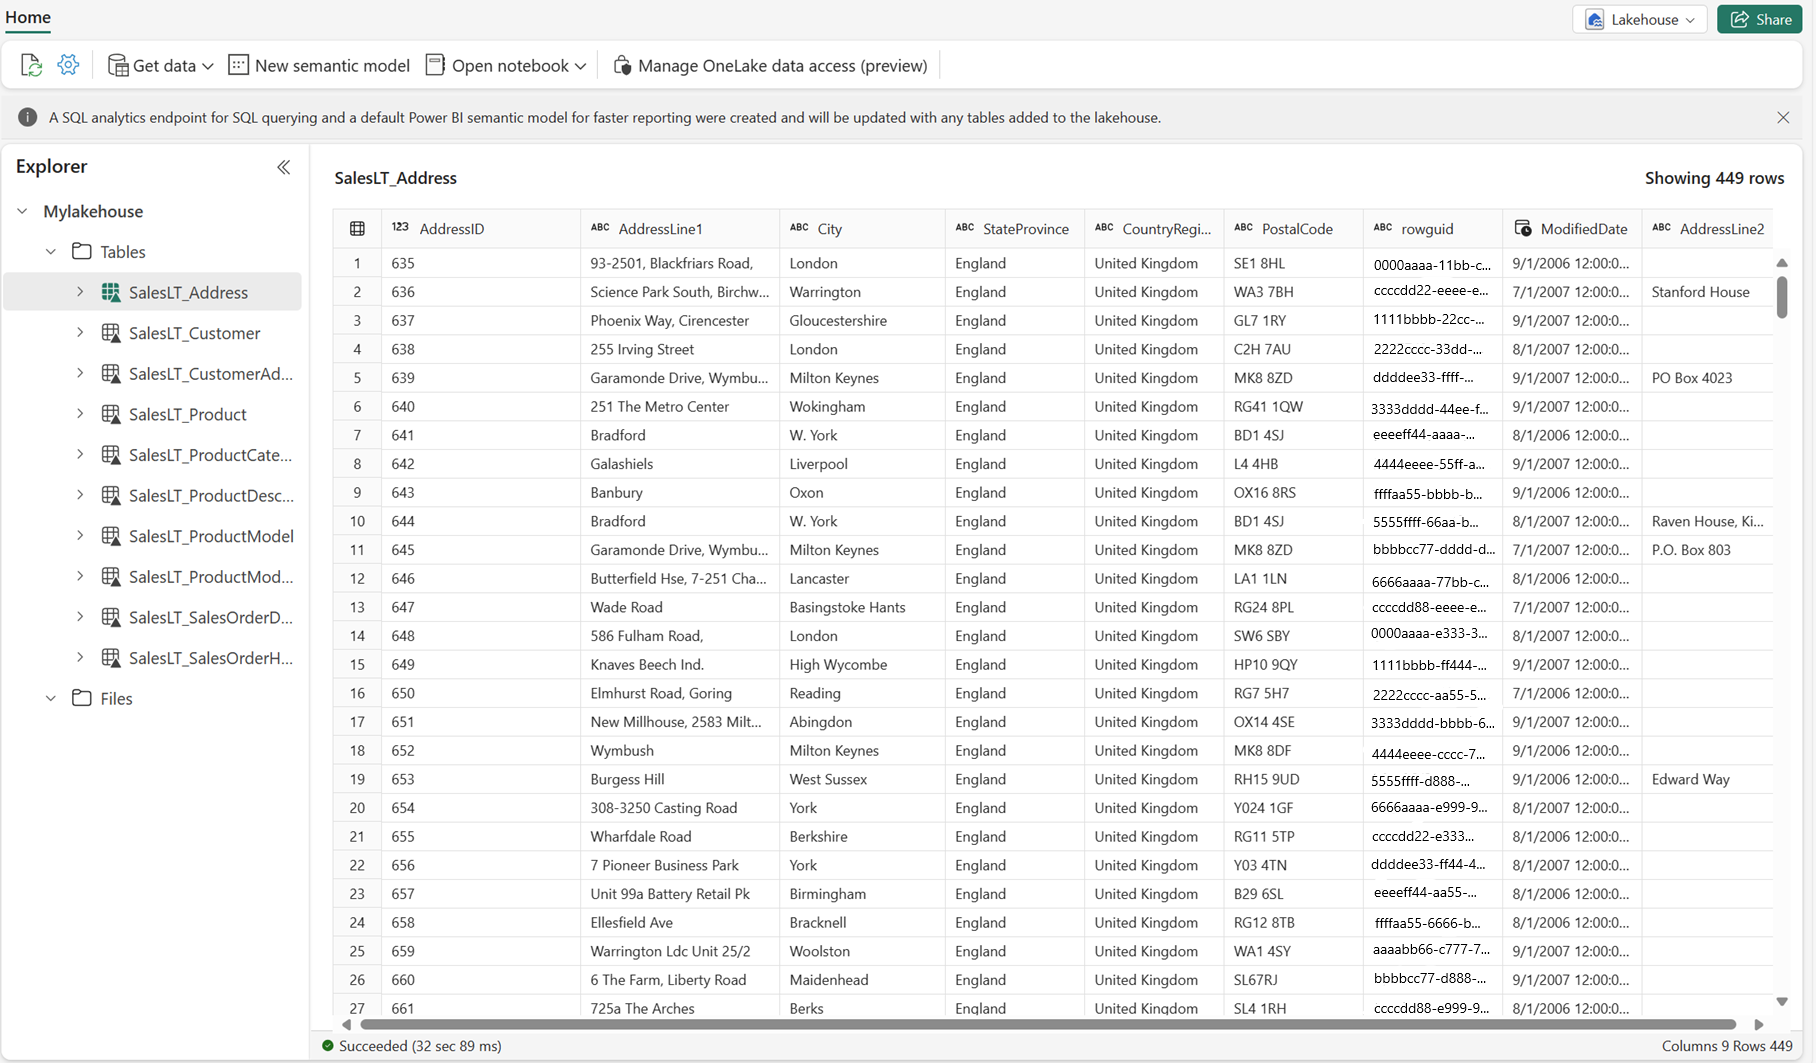 Home
Lakehouse
Share
Get data
New semantic model
Open notebook
Manage OneLake data access (preview)
A SQL analytics endpoint for SQL querying and a default Power BI semantic model for faster reporting were created and will be updated with any tables added to the lakehouse.
Explorer
Mylakehouse
Tables
SalesLT_Address
SalesLT_Customer
SalesLT_CustomerAd...
SalesLT_Product
SalesLT_ProductCate...
SalesLT_ProductDesc...
SalesLT_ProductModel
SalesLT_ProductMod...
SalesLT_SalesOrderD...
SalesLT_SalesOrderH...
Files
SalesLT_Address
Showing 449 rows
123 AddressID ABC AddressLine1 ABC City ABC StateProvince ABC CountryRegi... ABC PostalCode ABC rowguid ModifiedDate ABC AddressLine2
1 635 93-2501, Blackfriars Road, London England United Kingdom SE1 8HL 0000aaaa-11bb-c... 9/1/2006 12:00:0...
2 636 Science Park South, Birchw... Warrington England United Kingdom WA3 7BH ccccdd22-eeee-e... 7/1/2007 12:00:0... Stanford House
3 637 Phoenix Way, Cirencester Gloucestershire England United Kingdom GL7 1RY 1111bbbb-22cc-... 9/1/2007 12:00:0...
4 638 255 Irving Street London England United Kingdom C2H 7AU 2222cccc-33dd-... 8/1/2007 12:00:0...
5 639 Garamonde Drive, Wymbu... Milton Keynes England United Kingdom MK8 8ZD ddddee33-ffff-... 9/1/2007 12:00:0... PO Box 4023
6 640 251 The Metro Center Wokingham England United Kingdom RG41 1QW 3333dddd-44ee-f... 9/1/2007 12:00:0...
7 641 Bradford W. York England United Kingdom BD1 4SJ eeeeff44-aaaa-... 8/1/2006 12:00:0...
8 642 Galashiels Liverpool England United Kingdom L4 4HB 4444eeee-55ff-a... 8/1/2007 12:00:0...
9 643 Banbury Oxon England United Kingdom OX16 8RS ffffaa55-bbbb-b... 9/1/2007 12:00:0...
10 644 Bradford W. York England United Kingdom BD1 4SJ 5555ffff-66aa-b... 8/1/2007 12:00:0... Raven House, Ki...
11 645 Garamonde Drive, Wymbu... Milton Keynes England United Kingdom MK8 8ZD bbbbcc77-dddd-d... 7/1/2007 12:00:0... P.O. Box 803
12 646 Butterfield Hse, 7-251 Cha... Lancaster England United Kingdom LA1 1LN 6666aaaa-77bb-c... 8/1/2006 12:00:0...
13 647 Wade Road Basingstoke Hants England United Kingdom RG24 8PL ccccdd88-eeee-e... 7/1/2007 12:00:0...
14 648 586 Fulham Road, London England United Kingdom SW6 SBY 0000aaaa-e333-3... 9/1/2006 12:00:0...
15 649 Knaves Beech Ind. High Wycombe England United Kingdom HP10 9QY 1111bbbb-ff444-... 8/1/2007 12:00:0...
16 650 Elmhurst Road, Goring Reading England United Kingdom RG7 5H7 2222cccc-aa55-5... 7/1/2006 12:00:0...
17 651 New Millhouse, 2583 Milt... Abingdon England United Kingdom OX14 4SE 3333dddd-bbbb-6... 9/1/2007 12:00:0...
18 652 Wymbush Milton Keynes England United Kingdom MK8 8DF 4444eeee-cccc-7... 9/1/2006 12:00:0...
19 653 Burgess Hill West Sussex England United Kingdom RH15 9UD 5555ffff-d888-... 9/1/2006 12:00:0... Edward Way
20 654 308-3250 Casting Road York England United Kingdom Y024 1GF 6666aaaa-e999-9... 8/1/2007 12:00:0...
21 655 Wharfdale Road Berkshire England United Kingdom RG11 5TP ccccdd22-e333... 8/1/2006 12:00:0...
22 656 7 Pioneer Business Park York England United Kingdom Y03 4TN ddddee33-ff44-4... 8/1/2007 12:00:0...
23 657 Unit 99a Battery Retail Pk Birmingham England United Kingdom B29 6SL eeeeff44-aa55-... 8/1/2006 12:00:0...
24 658 Ellesfield Ave Bracknell England United Kingdom RG12 8TB ffffaa55-6666-b... 8/1/2006 12:00:0...
25 659 Warrington Ldc Unit 25/2 Woolston England United Kingdom WA1 4SY aaaabb66-c777-7... 9/1/2007 12:00:0...
26 660 6 The Farm, Liberty Road Maidenhead England United Kingdom SL67RJ bbbbcc77-d888-... 9/1/2007 12:00:0...
27 661 725a The Arches Berks England United Kingdom SL4 1RH ccccdd88-e999-9... 8/1/2007 12:00:0...
Succeeded (32 sec 89 ms)
Columns 9 Rows 449